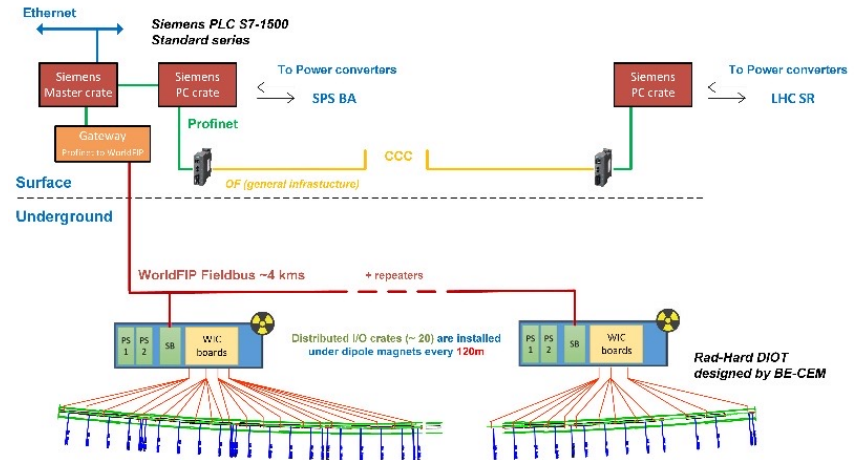 Ethernet
Siemens PLC S7-1500
Standard series
Siemens
Master crate
Siemens
PC crate
To Power converters
SPS BA
Siemens
PC crate
To Power converters
LHC SR
Gateway
Profinet to WorldFIP
Profinet
CCC
OF (general infrastucture)
Surface
Underground
WorldFIP Fieldbus ~4 kms
+ repeaters
PS
1
PS
2
SB
WIC
boards
Distributed I/O crates (~ 20) are installed
under dipole magnets every 120m
PS
1
PS
2
SB
WIC
boards
Rad-Hard DIOT
designed by BE-CEM